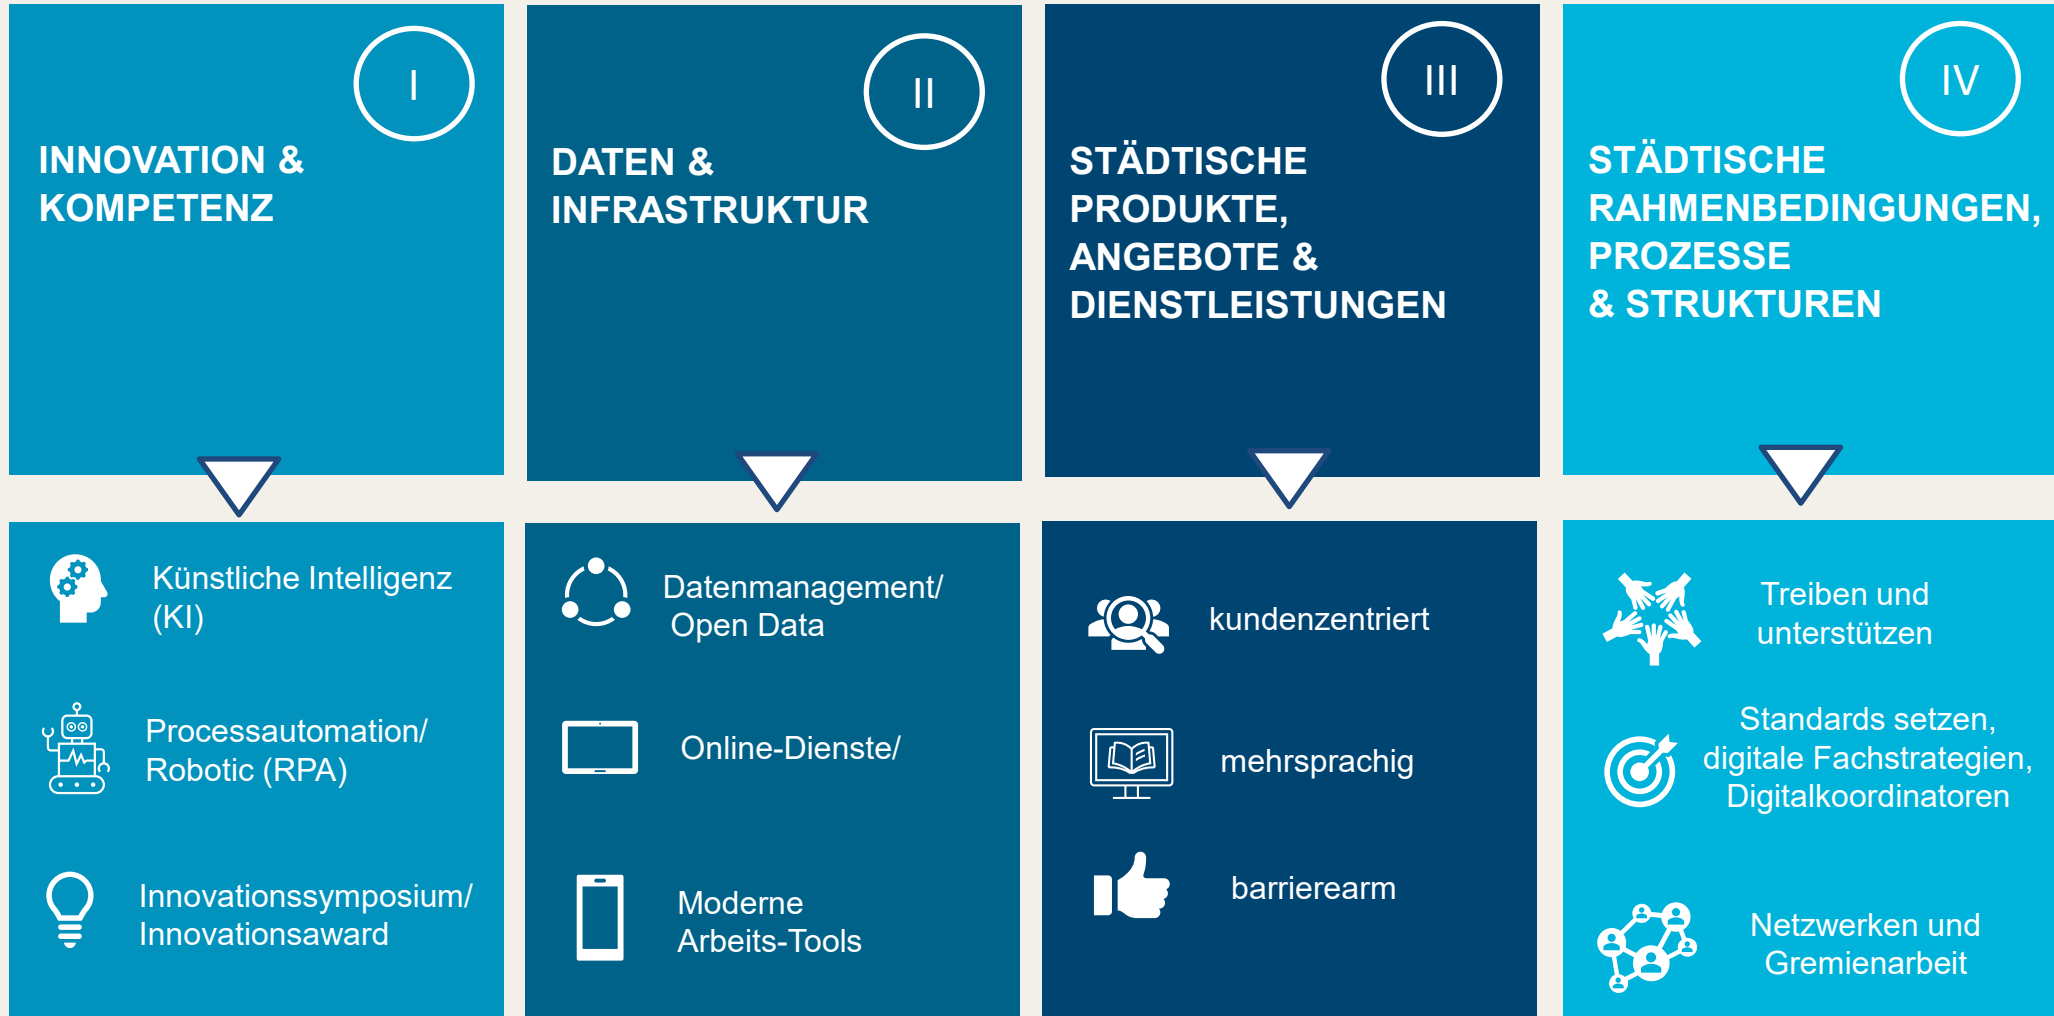 I
INNOVATION &
KOMPETENZ
II
DATEN &
INFRASTRUKTUR
III
STÄDTISCHE
PRODUKTE,
ANGEBOTE &
DIENSTLEISTUNGEN
IV
STÄDTISCHE
RAHMENBEDINGUNGEN,
PROZESSE
& STRUKTUREN
Künstliche Intelligenz
(KI)
Processautomation/
Robotic (RPA)
Innovationssymposium/
Innovationsaward
Datenmanagement/
Open Data
Online-Dienste/
Moderne
Arbeits-Tools
kundenzentriert
mehrsprachig
barrierearm
Treiben und
unterstützen
Standards setzen,
digitale Fachstrategien,
Digitalkoordinatoren
Netzwerken und
Gremienarbeit